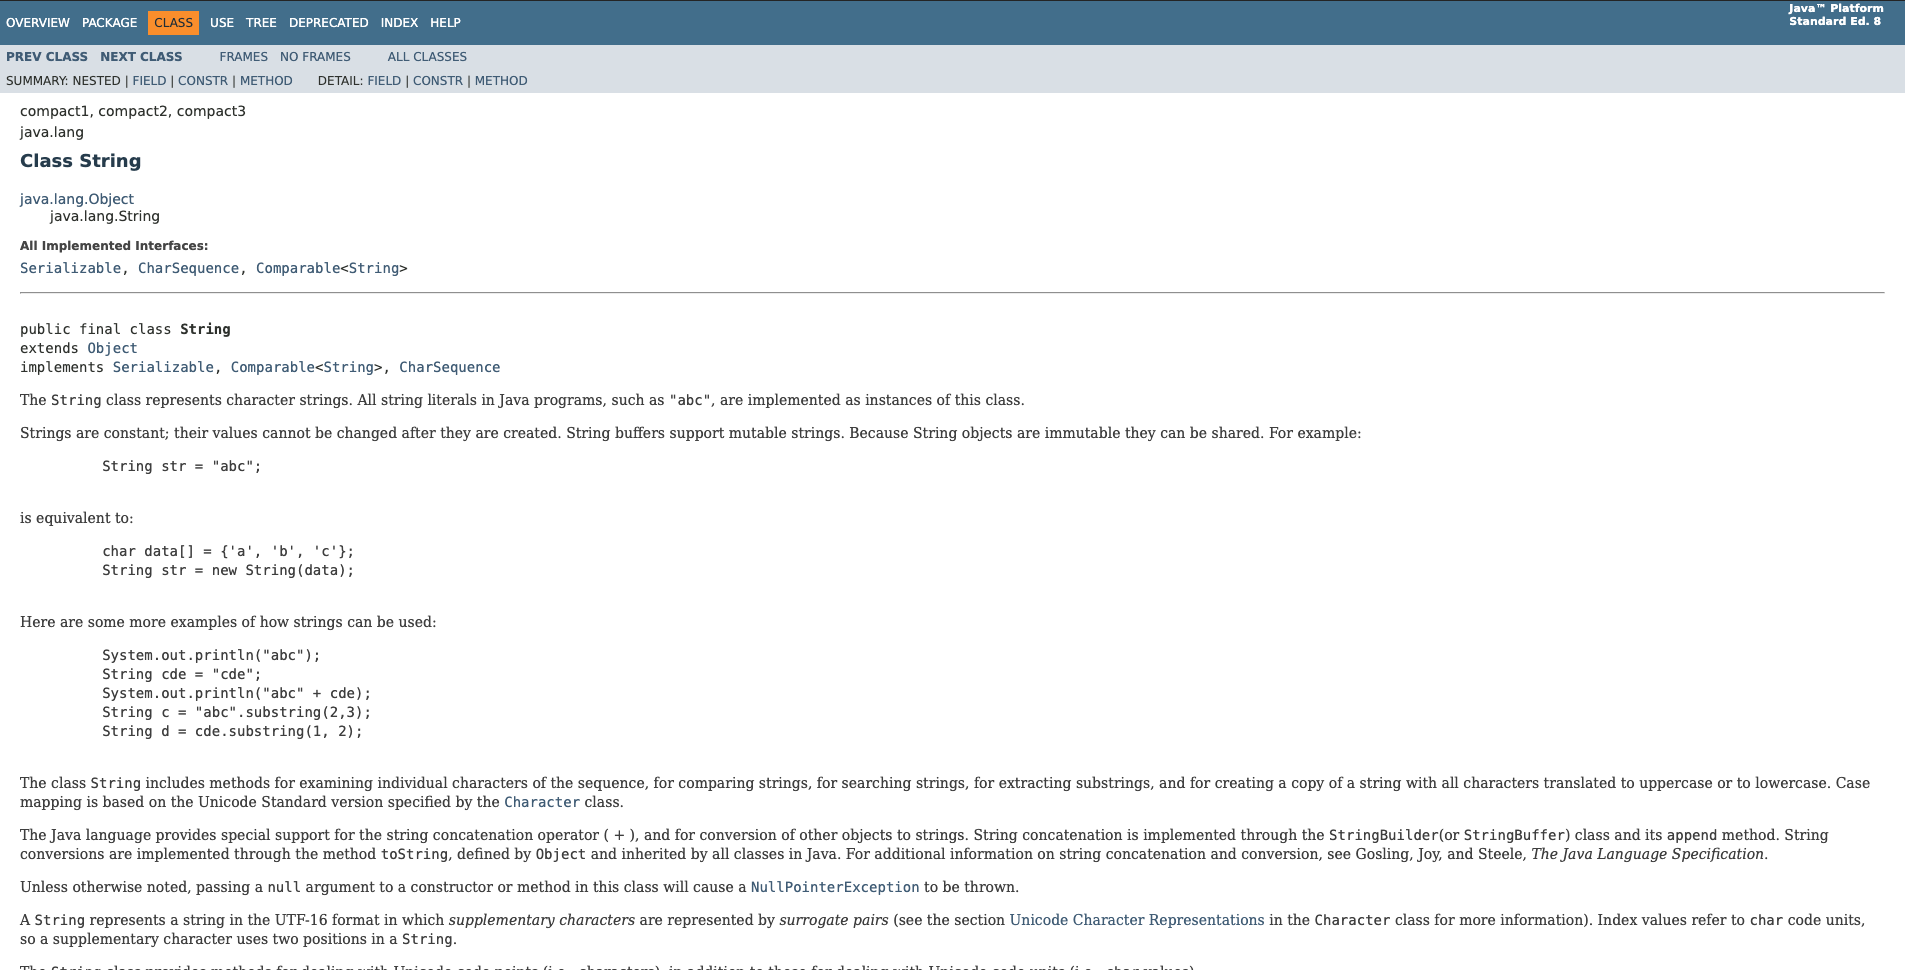 OVERVIEW PACKAGE CLASS USE TREE DEPRECATED INDEX HELP
Java™ Platform
Standard Ed. 8
PREV CLASS NEXT CLASS FRAMES NO FRAMES ALL CLASSES
SUMMARY: NESTED | FIELD | CONSTR | METHOD DETAIL: FIELD | CONSTR | METHOD
compact1, compact2, compact3
java.lang
Class String
java.lang.Object
java.lang.String
All Implemented Interfaces:
Serializable, CharSequence, Comparable<String>
public final class String
extends Object
implements Serializable, Comparable<String>, CharSequence
The String class represents character strings. All string literals in Java programs, such as "abc", are implemented as instances of this class.
Strings are constant; their values cannot be changed after they are created. String buffers support mutable strings. Because String objects are immutable they can be shared. For example:
String str = "abc";
is equivalent to:
char data[] = {'a', 'b', 'c'};
String str = new String(data);
Here are some more examples of how strings can be used:
System.out.println("abc");
String cde = "cde";
System.out.println("abc" + cde);
String c = "abc".substring(2,3);
String d = cde.substring(1, 2);
The class String includes methods for examining individual characters of the sequence, for comparing strings, for searching strings, for extracting substrings, and for creating a copy of a string with all characters translated to uppercase or to lowercase. Case
mapping is based on the Unicode Standard version specified by the Character class.
The Java language provides special support for the string concatenation operator ( + ), and for conversion of other objects to strings. String concatenation is implemented through the StringBuilder(or StringBuffer) class and its append method. String
conversions are implemented through the method toString, defined by Object and inherited by all classes in Java. For additional information on string concatenation and conversion, see Gosling, Joy, and Steele, The Java Language Specification.
Unless otherwise noted, passing a null argument to a constructor or method in this class will cause a NullPointerException to be thrown.
A String represents a string in the UTF-16 format in which supplementary characters are represented by surrogate pairs (see the section Unicode Character Representations in the Character class for more information). Index values refer to char code units,
so a supplementary character uses two positions in a String.